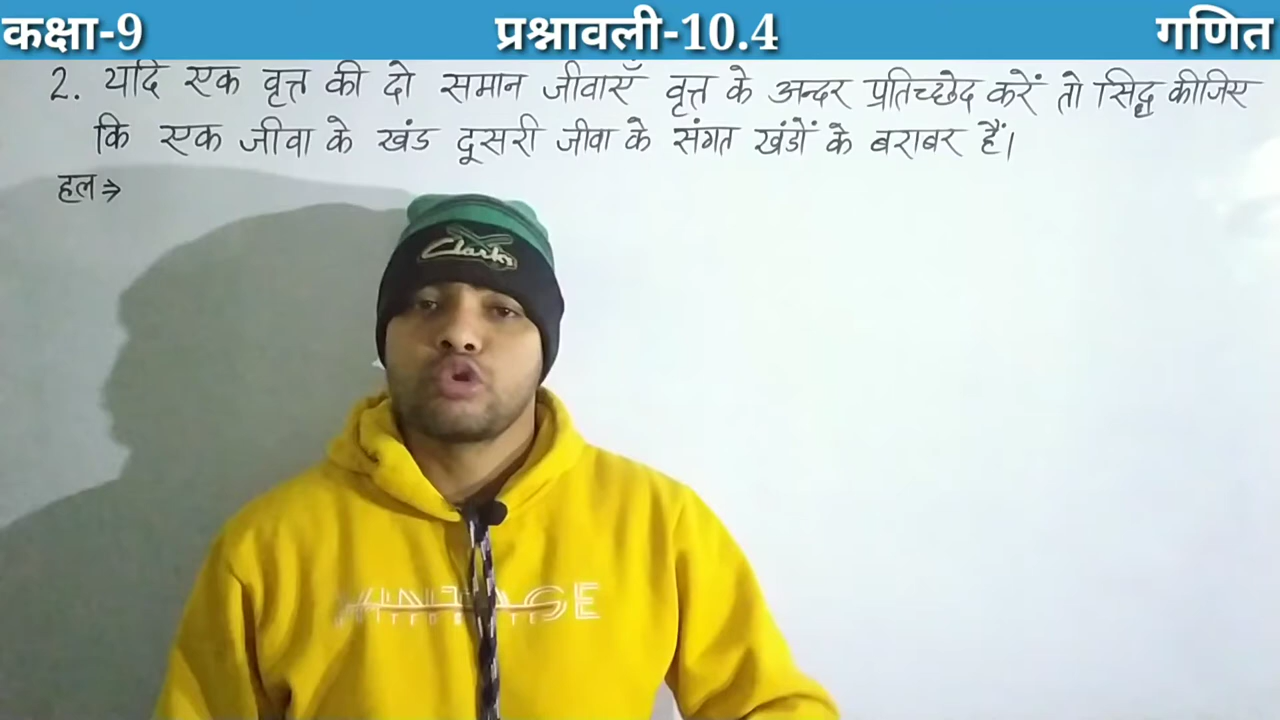 कक्षा-9 प्रश्नावली-10.4 गणित
2. यदि एक वृत्त की दो समान जीवाएँ वृत्त के अन्दर प्रतिच्छेद करें तो सिद्ध कीजिए
कि एक जीवा के खंड दूसरी जीवा के संगत खंडों के बराबर हैं।
हल⇒
Clarks
VINTAGE